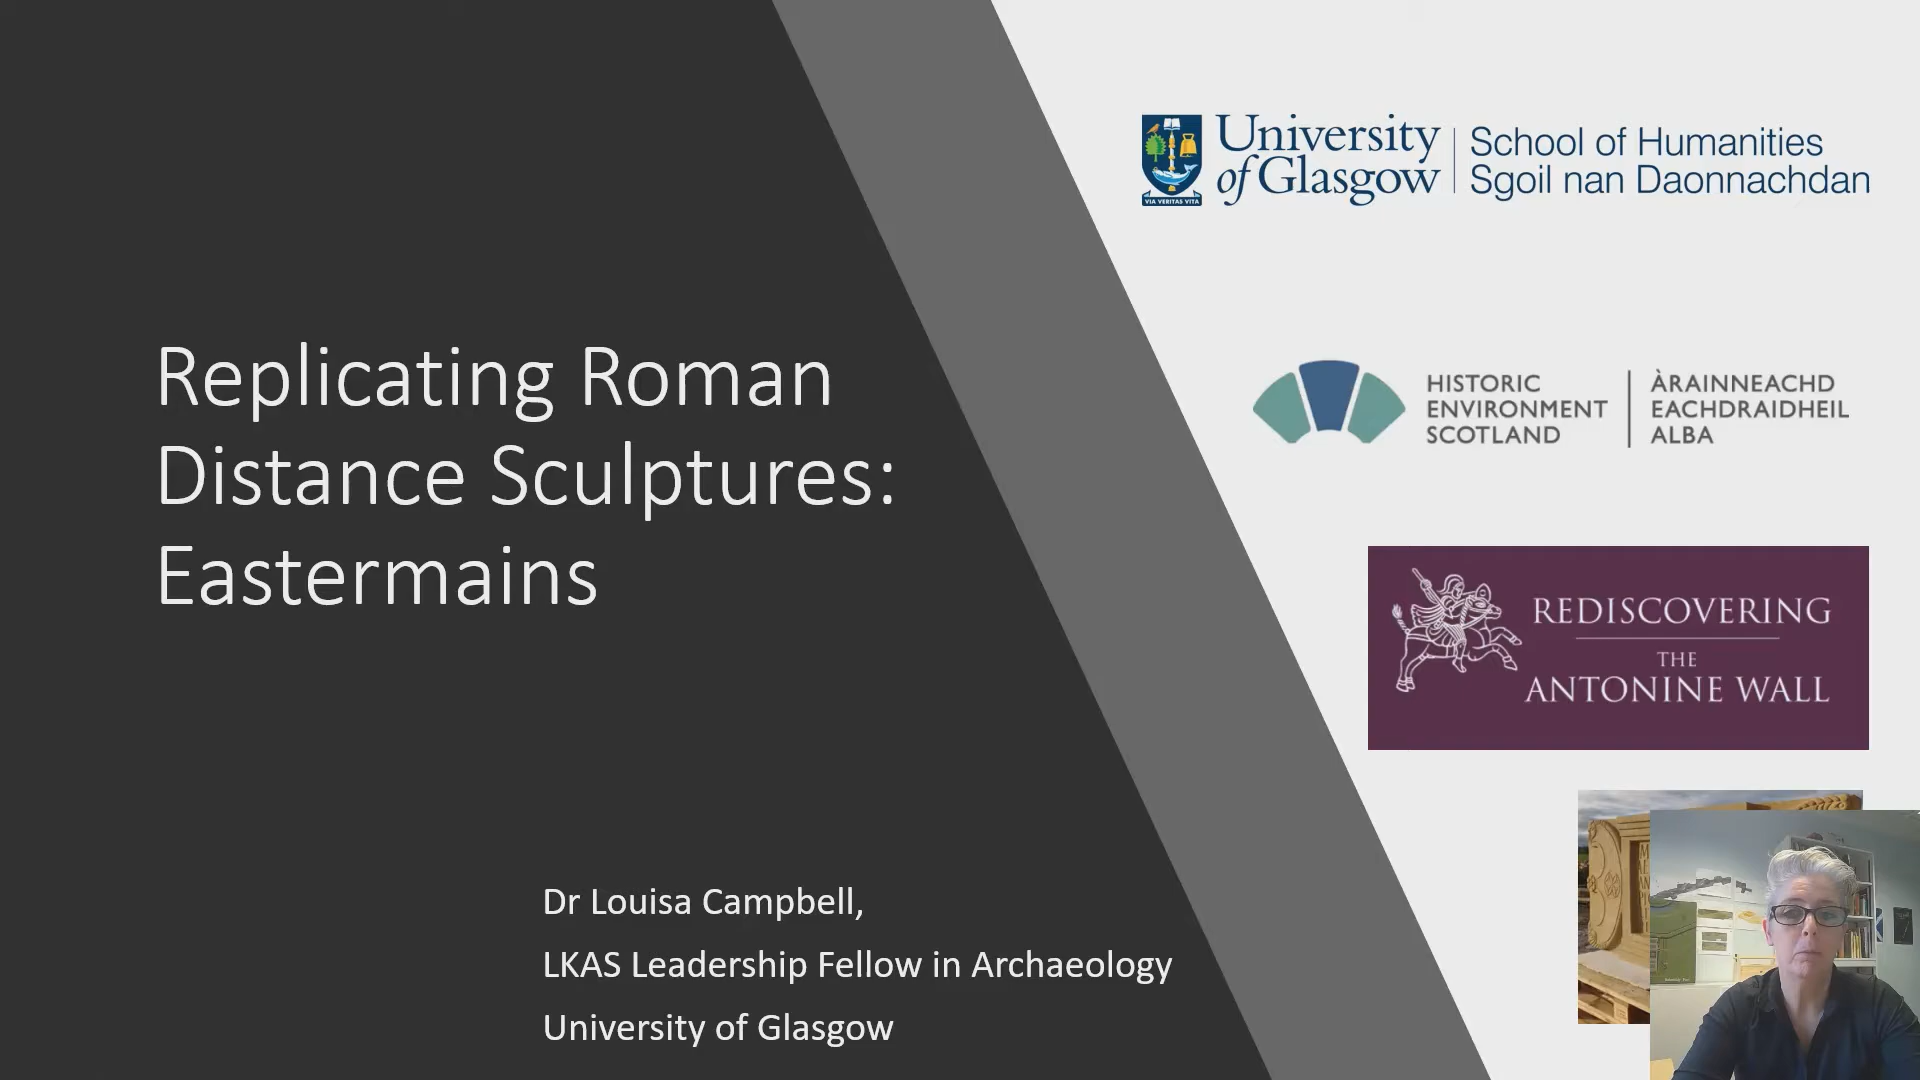 University
of Glasgow
School of Humanities
Sgoil nan Daonnachdan
VIA VERITAS VITA
HISTORIC
ENVIRONMENT
SCOTLAND
ÀRAINNEACHD
EACHDRAIDHEIL
ALBA
Replicating Roman
Distance Sculptures:
Eastermains
REDISCOVERING
THE
ANTONINE WALL
Dr Louisa Campbell,
LKAS Leadership Fellow in Archaeology
University of Glasgow